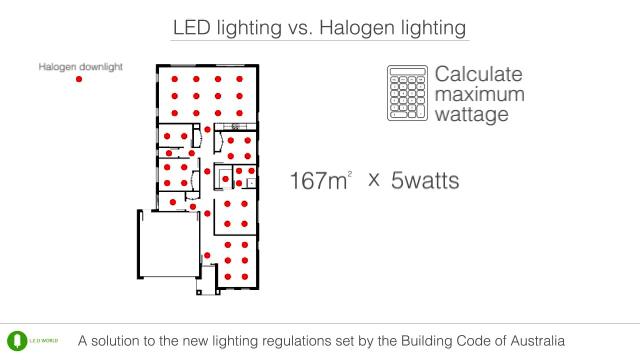 LED lighting vs. Halogen lighting
Halogen downlight
Calculate
maximum
wattage
167m² x 5watts
L.E.D WORLD
A solution to the new lighting regulations set by the Building Code of Australia